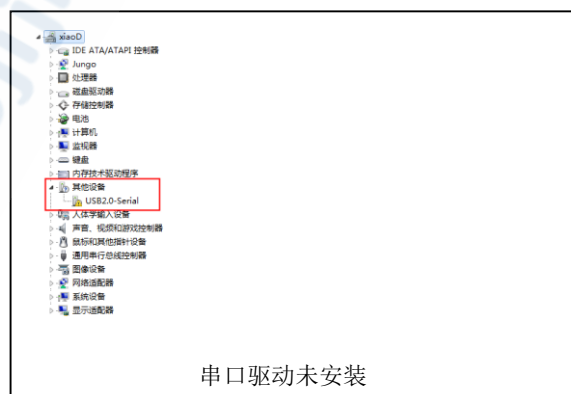 xiaoD
IDE ATA/ATAPI 控制器
Jungo
处理器
磁盘驱动器
存储控制器
电池
计算机
监视器
键盘
内存技术驱动程序
其他设备
USB2.0-Serial
人体学输入设备
声音、视频和游戏控制器
鼠标和其他指针设备
通用串行总线控制器
图像设备
网络适配器
系统设备
显示适配器
串口驱动未安装